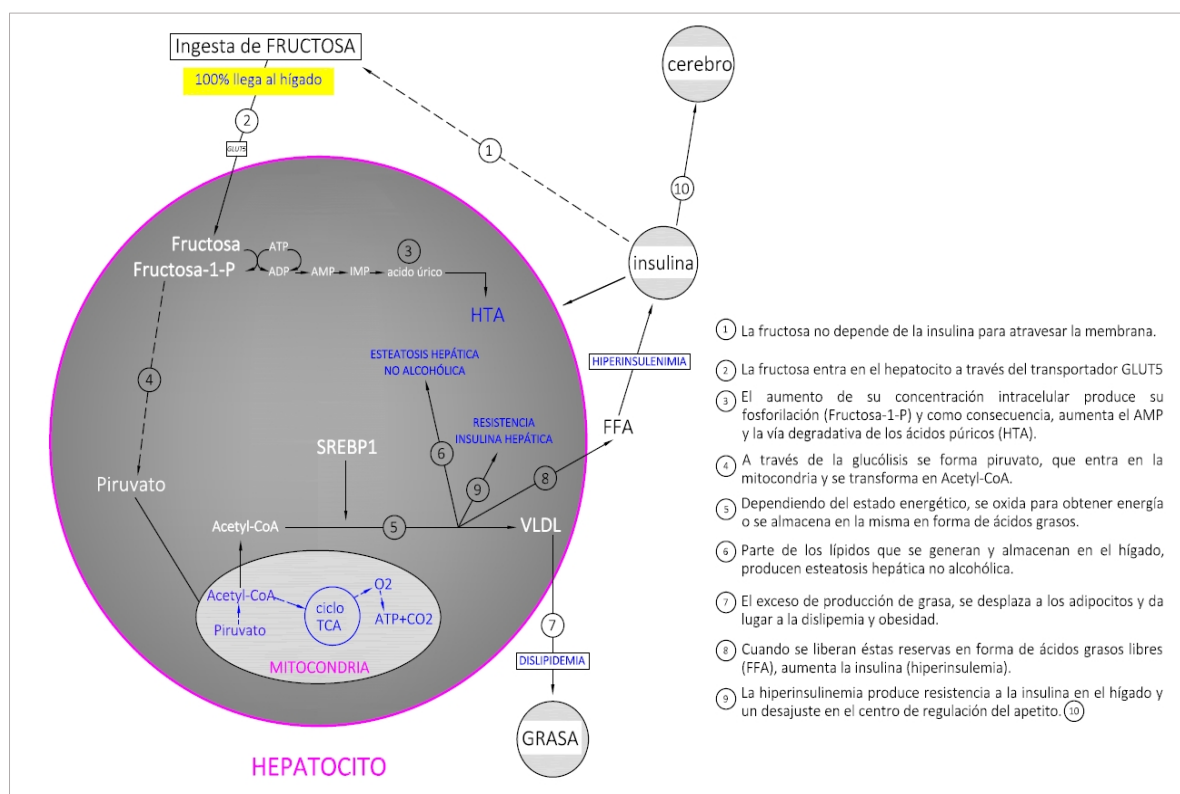 Ingesta de FRUCTOSA
100% llega al hígado
2
GLUT5
1
cerebro
10
insulina
Fructosa
Fructosa-1-P
ATP
ADP
AMP
IMP
3
acido úrico
HTA
HIPERINSULENIMIA
ESTEATOSIS HEPÁTICA
NO ALCOHÓLICA
4
RESISTENCIA
INSULINA HEPÁTICA
FFA
SREBP1
6
9
8
Piruvato
Acetyl-CoA
5
VLDL
Acetyl-CoA
Piruvato
ciclo
TCA
O2
ATP+CO2
MITOCONDRIA
7
DISLIPIDEMIA
GRASA
HEPATOCITO
1 La fructosa no depende de la insulina para atravesar la membrana.
2 La fructosa entra en el hepatocito a través del transportador GLUT5
3 El aumento de su concentración intracelular produce su
fosforilación (Fructosa-1-P) y como consecuencia, aumenta el AMP
y la vía degradativa de los ácidos púricos (HTA).
4 A través de la glucólisis se forma piruvato, que entra en la
mitocondria y se transforma en Acetyl-CoA.
5 Dependiendo del estado energético, se oxida para obtener energía
o se almacena en la misma en forma de ácidos grasos.
6 Parte de los lípidos que se generan y almacenan en el hígado,
producen esteatosis hepática no alcohólica.
7 El exceso de producción de grasa, se desplaza a los adipocitos y da
lugar a la dislipemia y obesidad.
8 Cuando se liberan éstas reservas en forma de ácidos grasos libres
(FFA), aumenta la insulina (hiperinsulemia).
9 La hiperinsulinemia produce resistencia a la insulina en el hígado y
un desajuste en el centro de regulación del apetito. 10